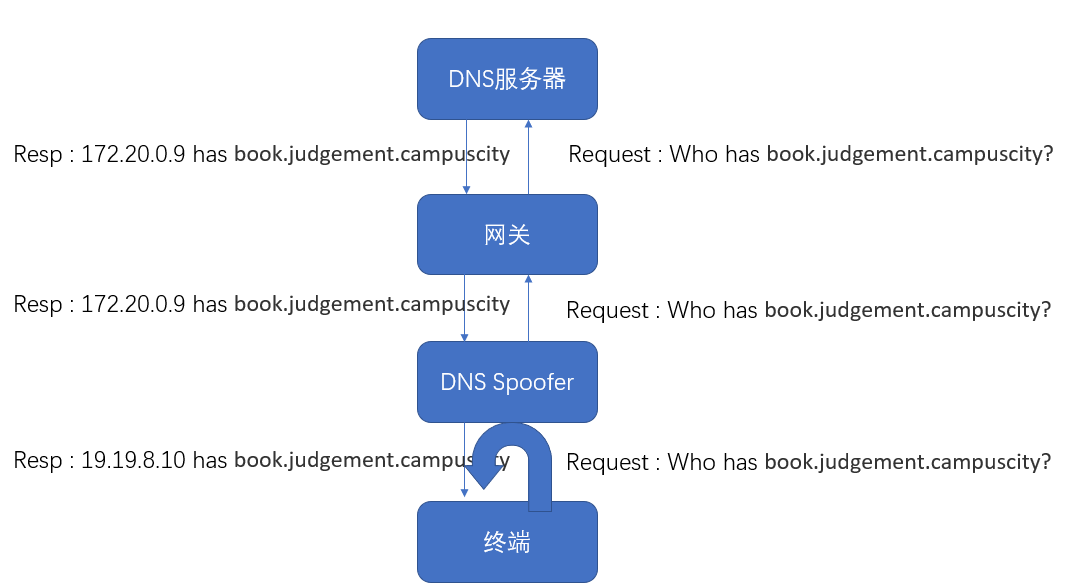 DNS服务器
Resp : 172.20.0.9 has book.judgement.campuscity
Request : Who has book.judgement.campuscity?
网关
Resp : 172.20.0.9 has book.judgement.campuscity
Request : Who has book.judgement.campuscity?
DNS Spoofer
Resp : 19.19.8.10 has book.judgement.campuscity
Request : Who has book.judgement.campuscity?
终端